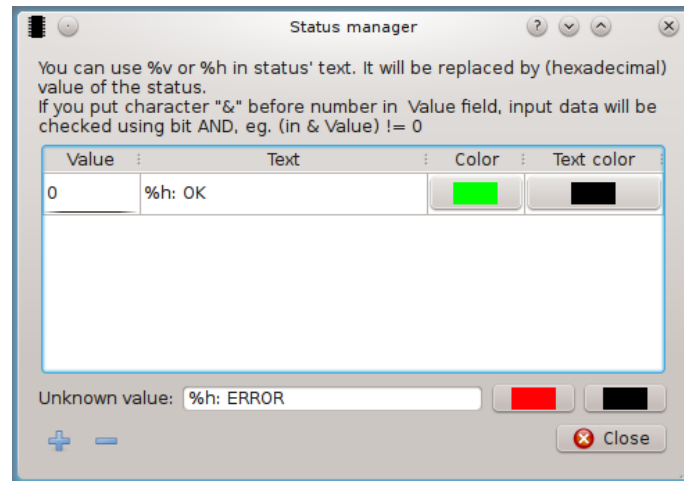 Status manager
You can use %v or %h in status' text. It will be replaced by (hexadecimal)
value of the status.
If you put character "&" before number in  Value field, input data will be
checked using bit AND, eg. (in & Value) != 0
Value Text Color Text color
0 %h: OK
Unknown value: %h: ERROR
Close